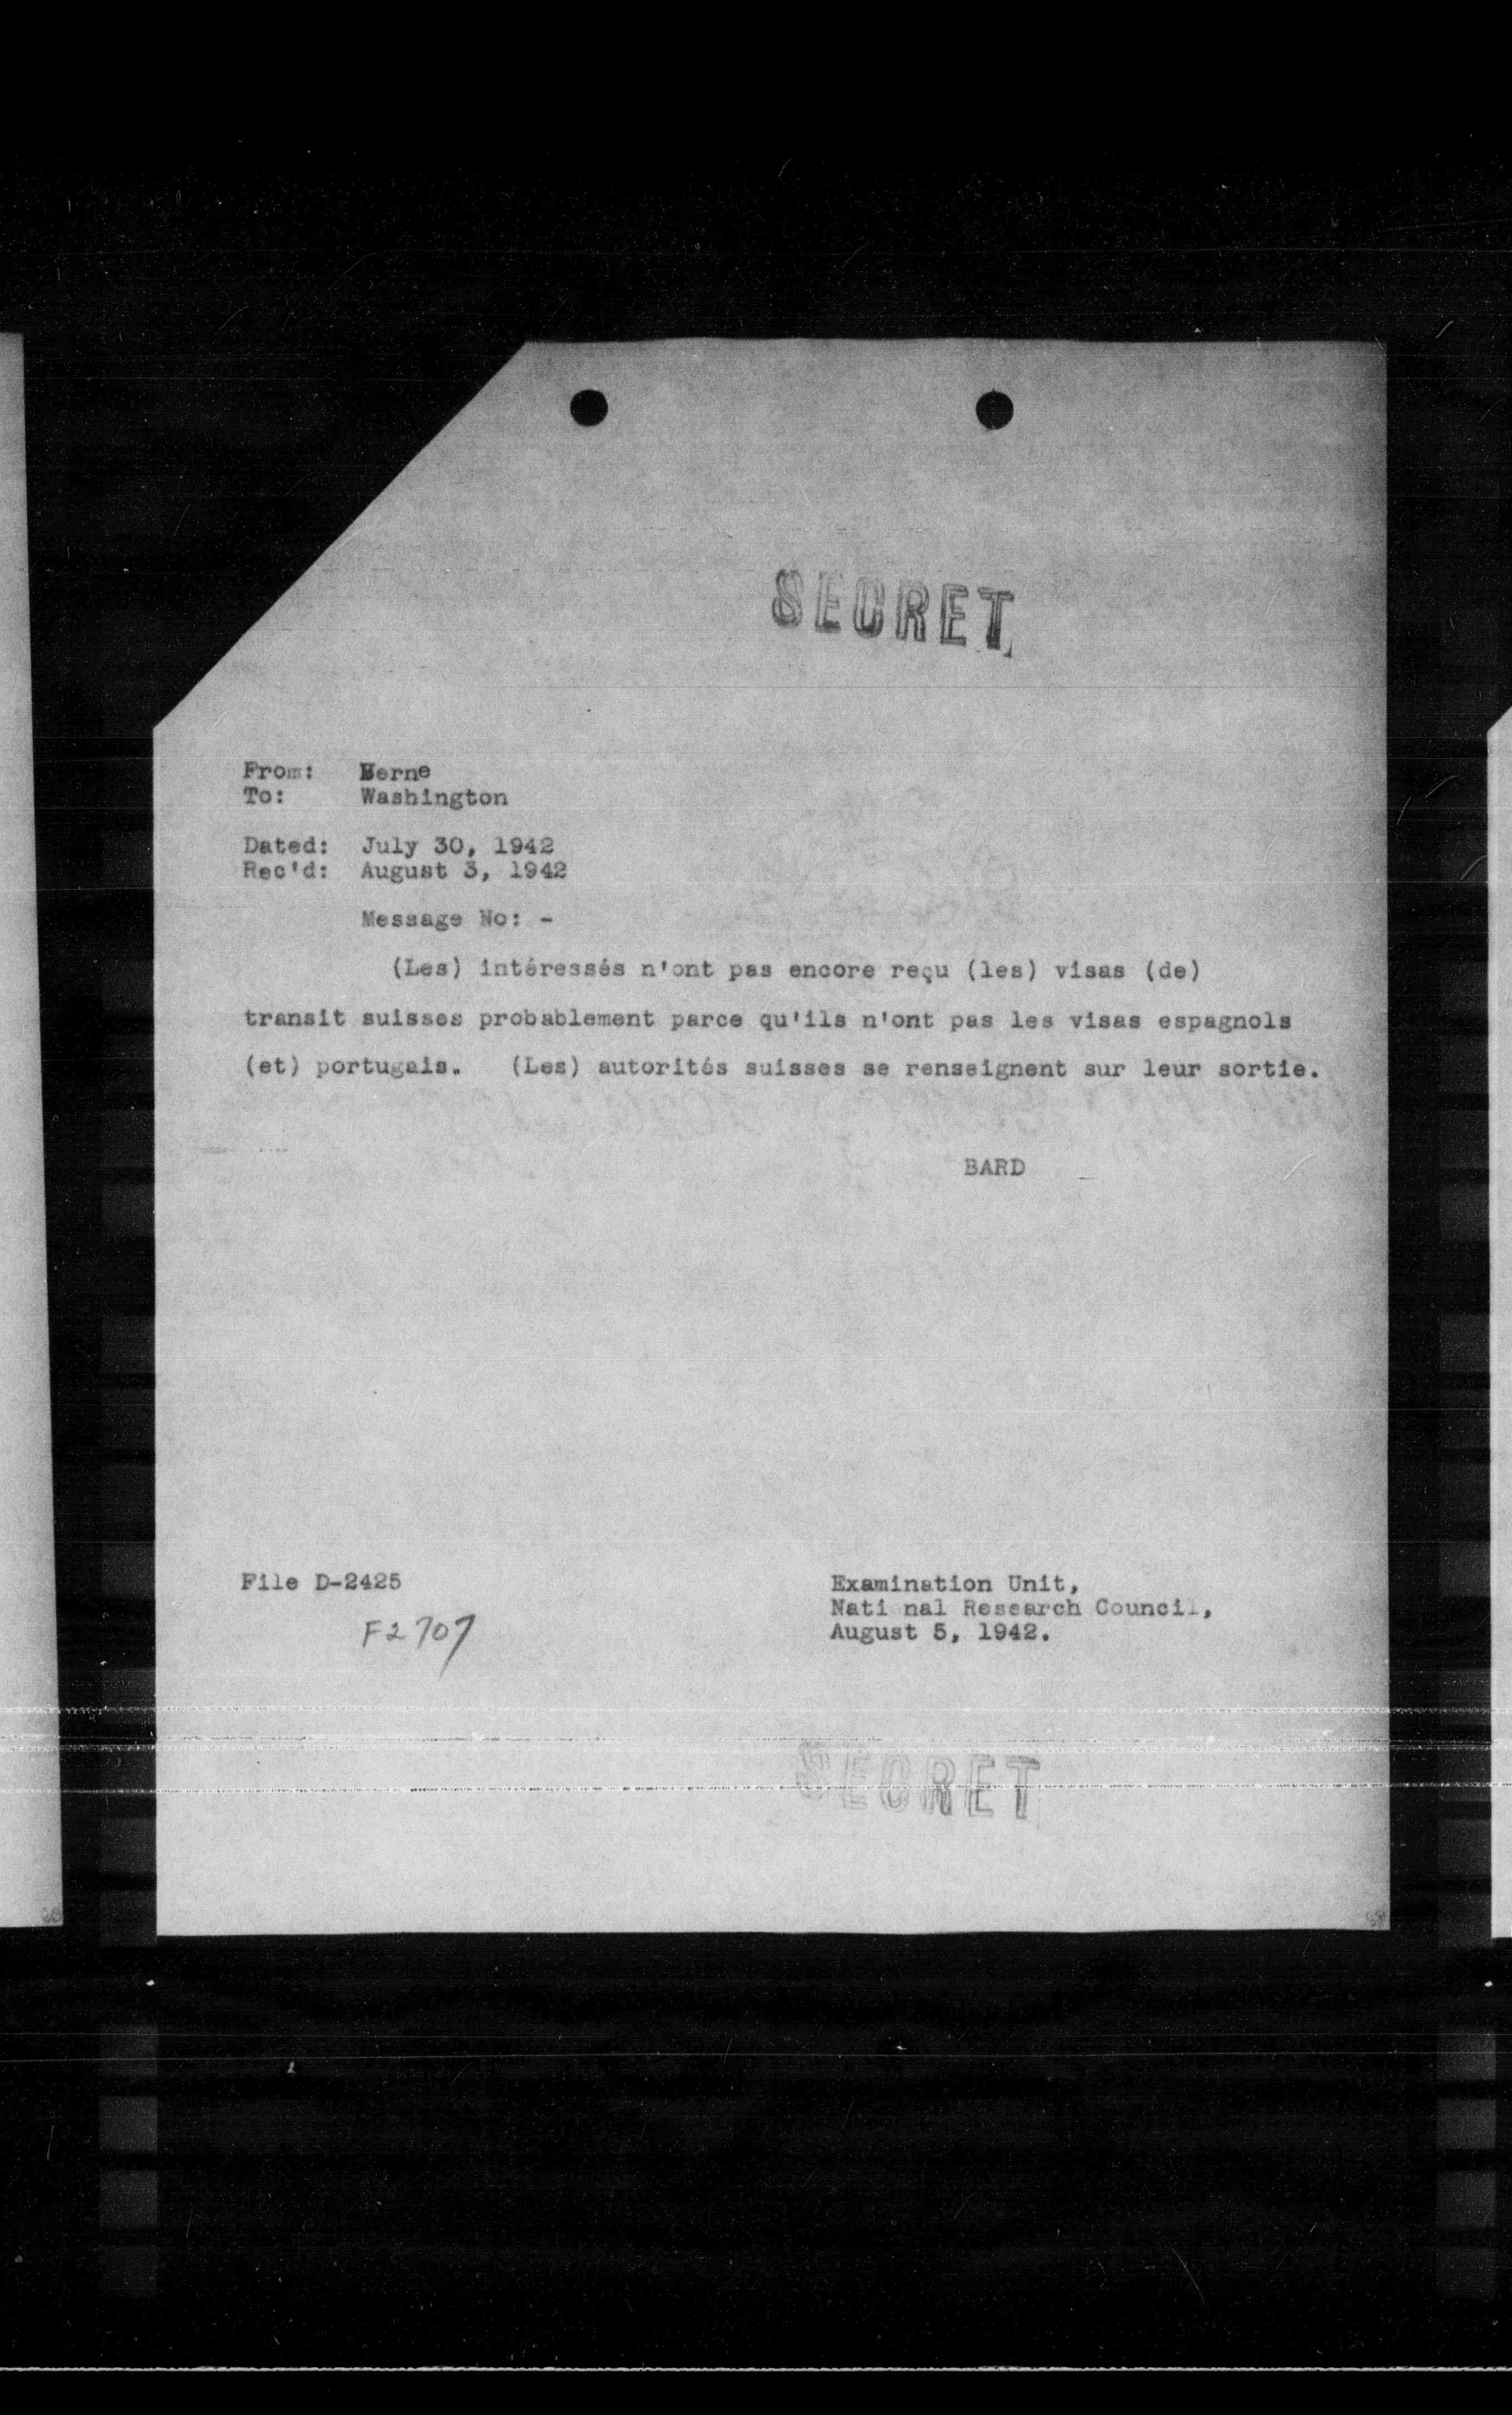 SECRET
From: Berne
To: Washington
Dated: July 30, 1942
Rec'd: August 3, 1942
Message No: -
(Les) intéressés n'ont pas encore reçu (les) visas (de)
transit suisses probablement parce qu'ils n'ont pas les visas espagnols
(et) portugais. (Les) autorités suisses se renseignent sur leur sortie.
BARD
File D-2425
F2707
Examination Unit,
Nati nal Research Council,
August 5, 1942.
SECRET